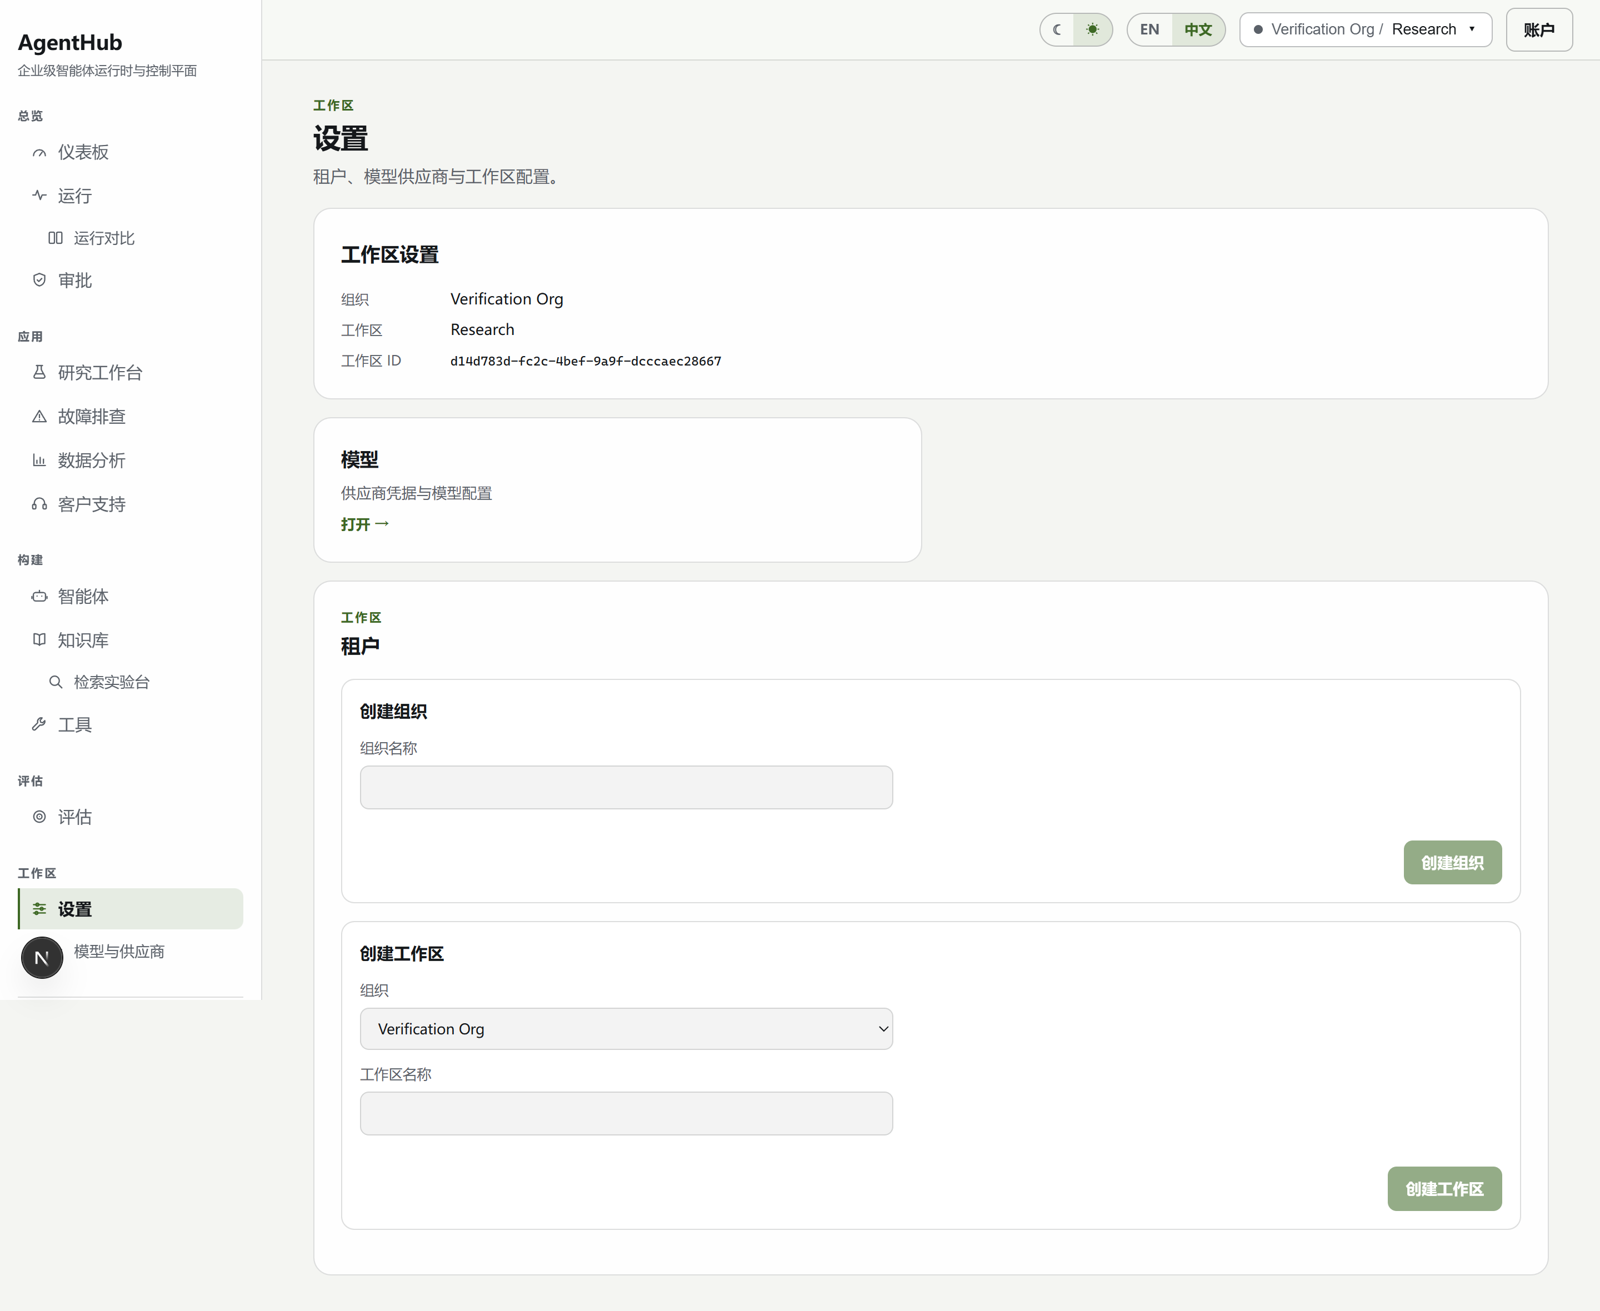 AgentHub
企业级智能体运行时与控制平面
总览
仪表板
运行
运行对比
审批
应用
研究工作台
故障排查
数据分析
客户支持
构建
智能体
知识库
检索实验台
工具
评估
评估
工作区
设置
N
模型与供应商
EN
中文
Verification Org / Research
账户
工作区
设置
租户、模型供应商与工作区配置。
工作区设置
组织 Verification Org
工作区 Research
工作区 ID d14d783d-fc2c-4bef-9a9f-dcccaec28667
模型
供应商凭据与模型配置
打开 →
工作区
租户
创建组织
组织名称
创建组织
创建工作区
组织
Verification Org
工作区名称
创建工作区